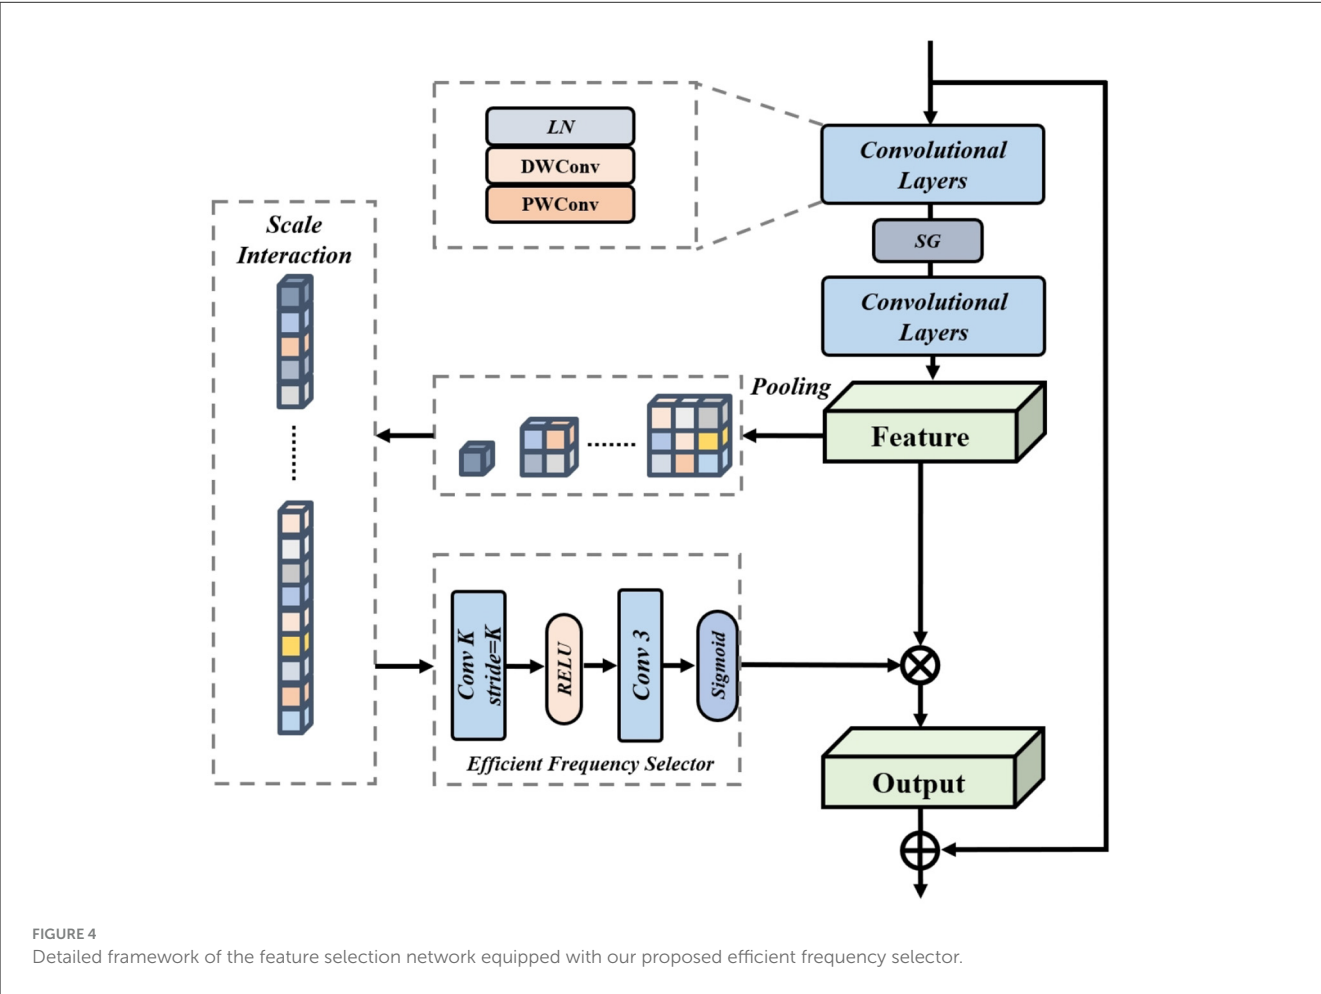 LN
DWConv
PWConv
Convolutional
Layers
SG
Convolutional
Layers
Scale
Interaction
Pooling
Feature
Conv K
stride=K
RELU
Conv 3
Sigmoid
Efficient Frequency Selector
Output
FIGURE 4
Detailed framework of the feature selection network equipped with our proposed efficient frequency selector.